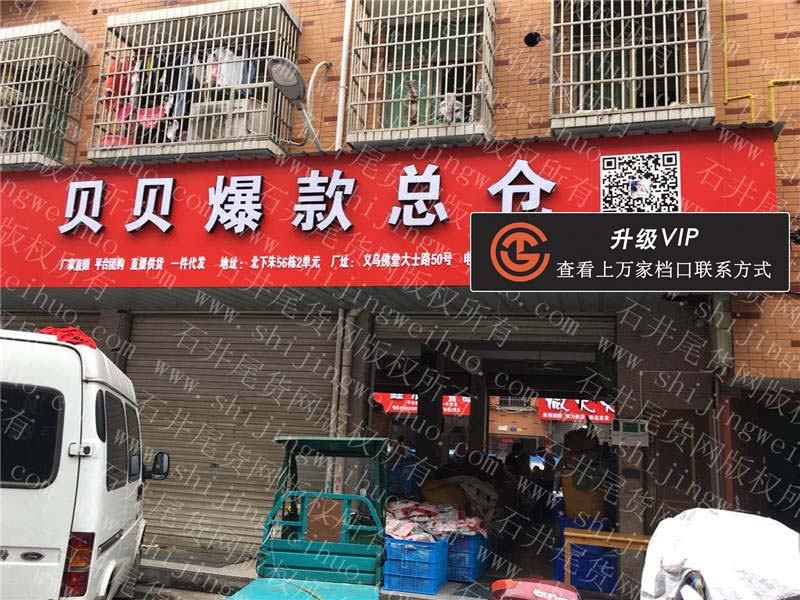 贝贝爆款总仓
厂家直销 平台团购 直播供货 一件代发 地址：北下朱56栋2单元 厂址：义乌佛堂大士路50号 电
升级VIP
查看上万家档口联系方式
石井尾货网版权所有
www.shijingweihuo.com